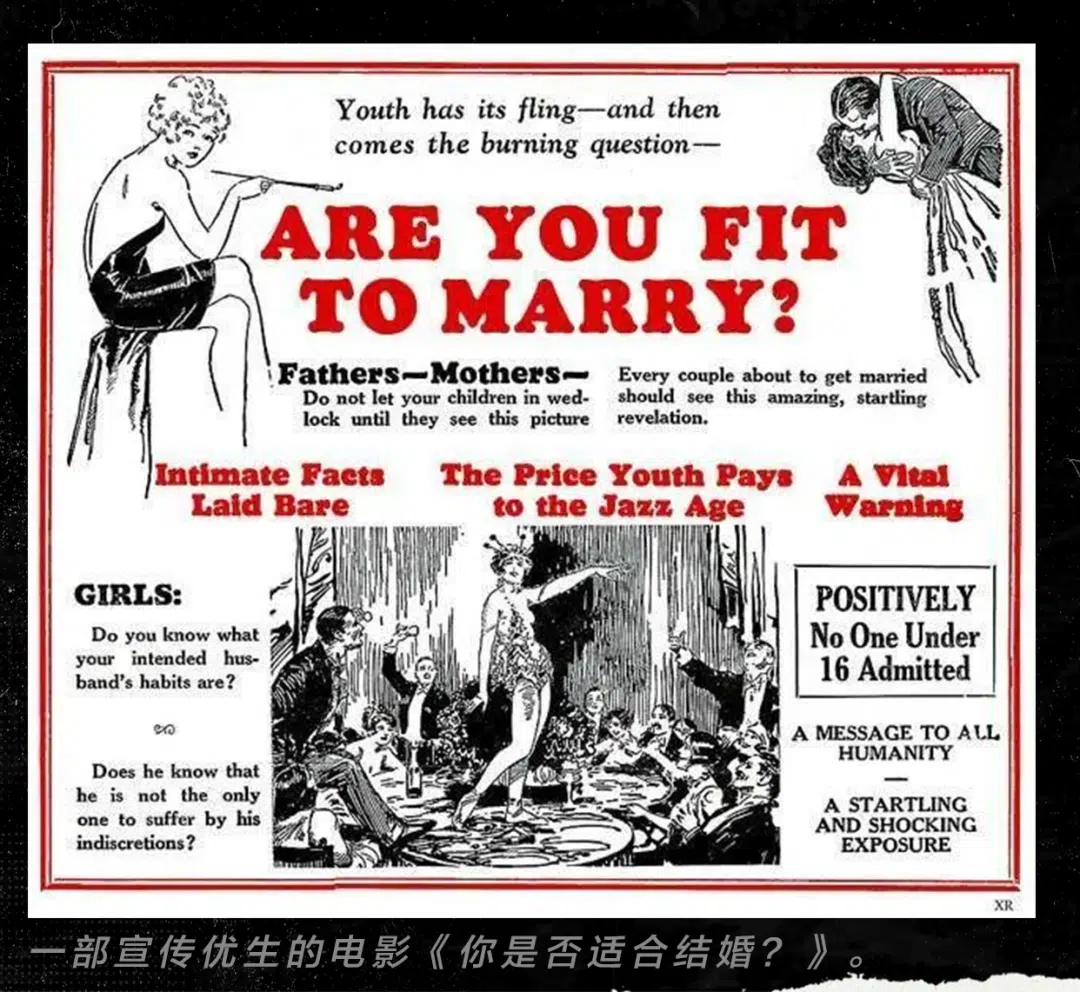 Youth has its fling—and then
comes the burning question—
ARE YOU FIT
TO MARRY?
Fathers—Mothers—
Do not let your children in wed-
lock until they see this picture
Every couple about to get married
should see this amazing, startling
revelation.
Intimate Facts
Laid Bare
The Price Youth Pays
to the Jazz Age
A Vital
Warning
GIRLS:
Do you know what
your intended hus-
band's habits are?
Does he know that
he is not the only
one to suffer by his
indiscretions?
POSITIVELY
No One Under
16 Admitted
A MESSAGE TO ALL
HUMANITY
—
A STARTLING
AND SHOCKING
EXPOSURE
XR
一部宣传优生的电影《你是否适合结婚？》。